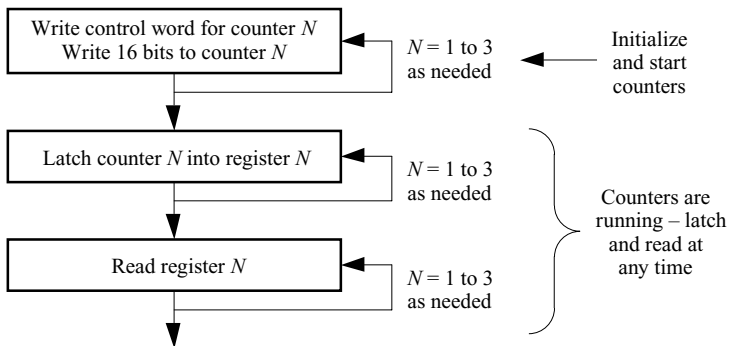 Write control word for counter N
Write 16 bits to counter N
N = 1 to 3
as needed
Initialize
and start
counters
Latch counter N into register N
N = 1 to 3
as needed
Counters are
running – latch
and read at
any time
Read register N
N = 1 to 3
as needed